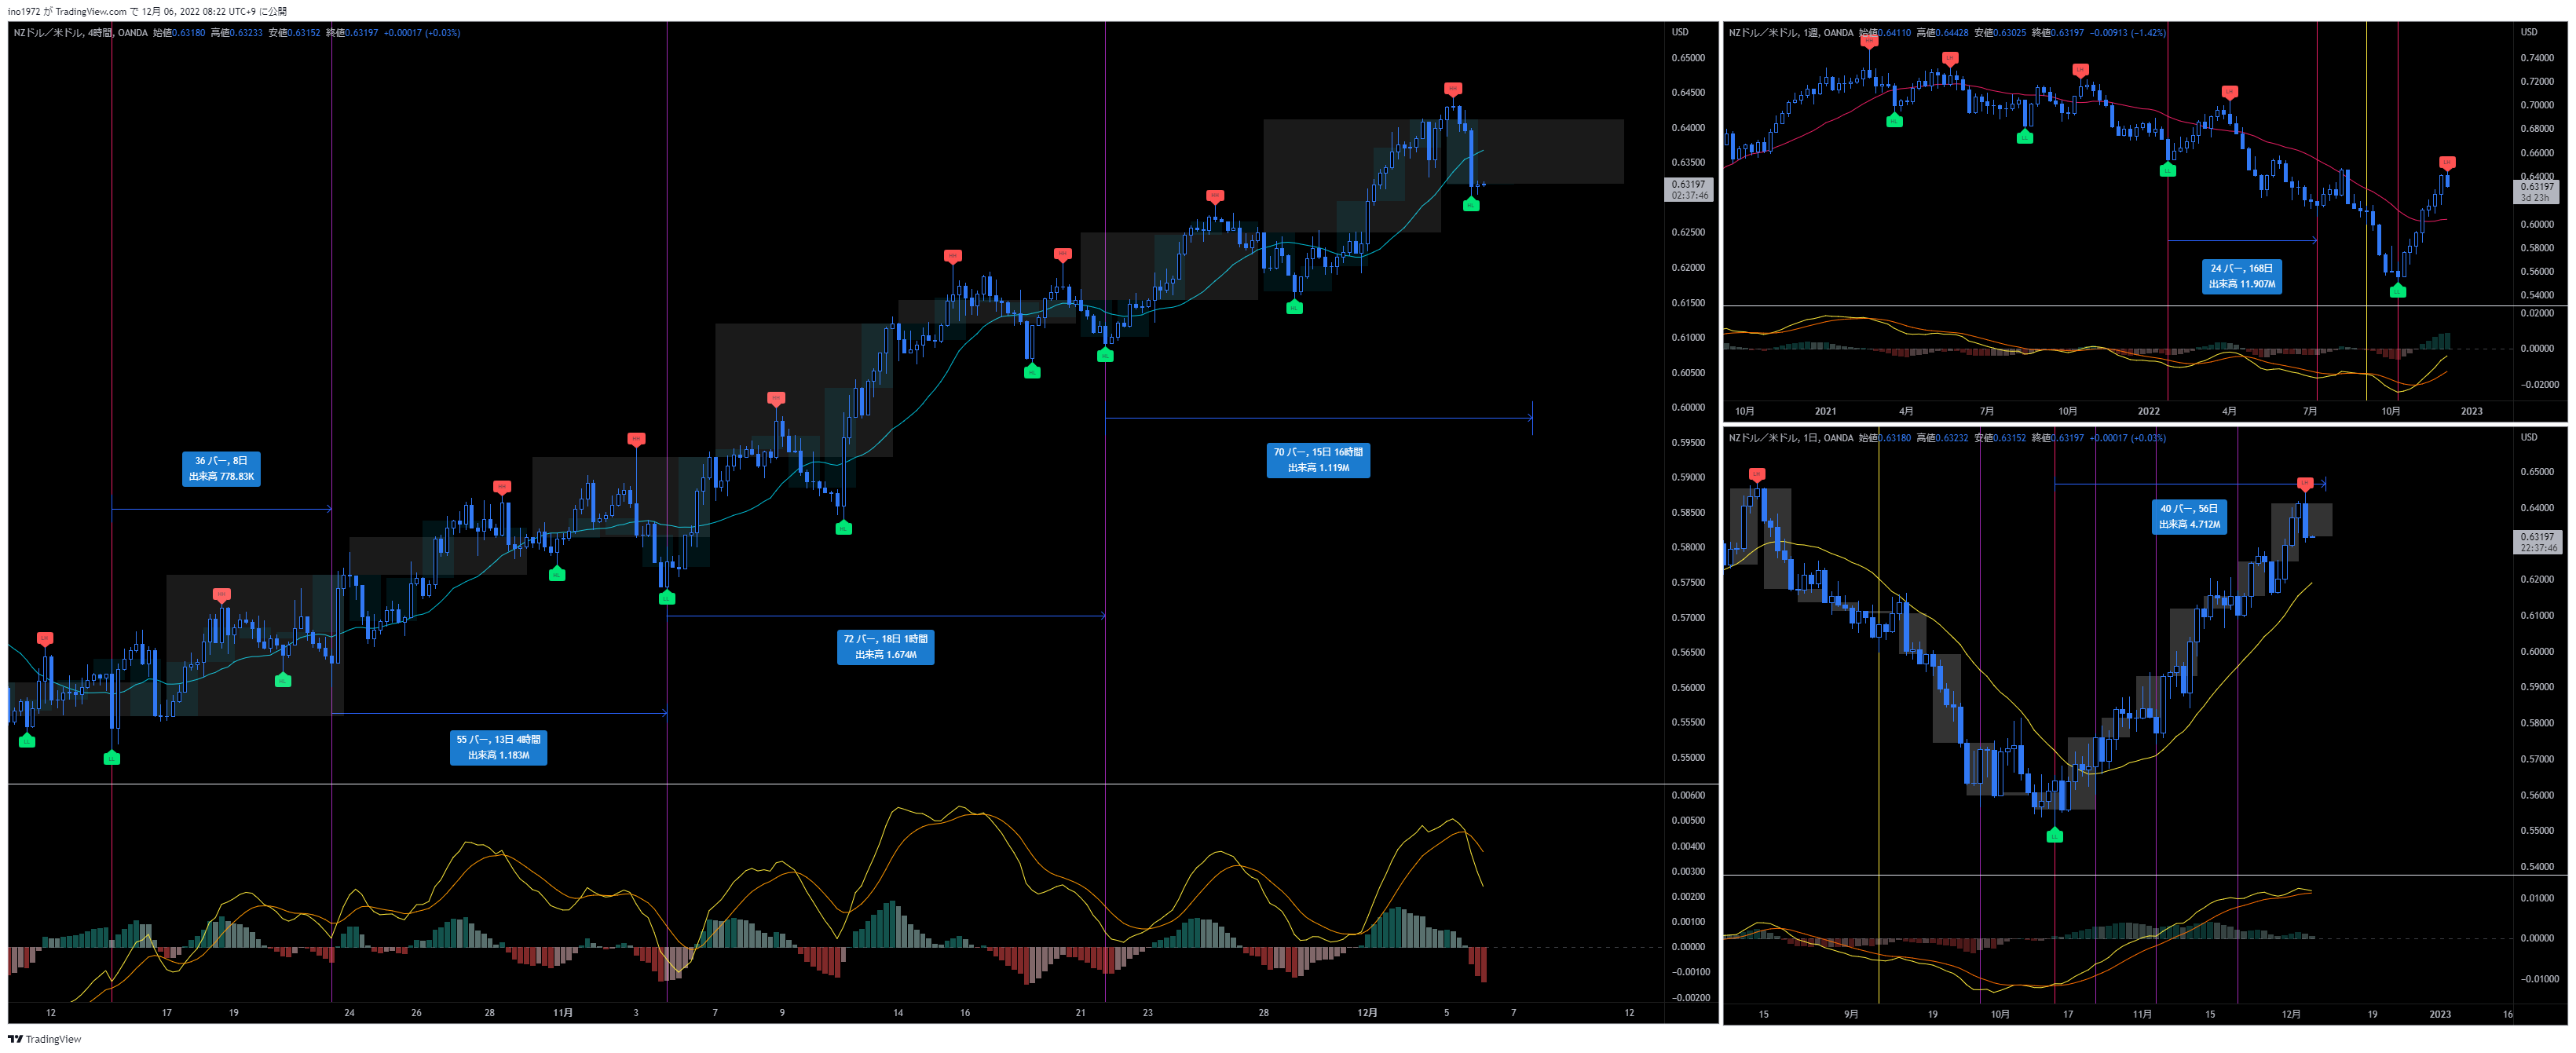 ino1972 が TradingView.com で 12月 06, 2022 08:22 UTC+9 に公開
NZドル／米ドル, 4時間, OANDA 始値0.63180 高値0.63233 安値0.63152 終値0.63197 +0.00017 (+0.03%)
USD
0.65000
0.64500
0.64000
0.63500
0.63197
02:37:46
0.62500
0.62000
0.61500
0.61000
0.60500
0.60000
0.59500
0.59000
0.58500
0.58000
0.57500
0.57000
0.56500
0.56000
0.55500
0.55000
36 バー, 8日
出来高 778.83K
55 バー, 13日 4時間
出来高 1.183M
72 バー, 18日 1時間
出来高 1.674M
70 バー, 15日 16時間
出来高 1.119M
0.00600
0.00500
0.00400
0.00300
0.00200
0.00100
0.00000
−0.00100
−0.00200
12 17 19 24 26 28 11月 3 7 9 14 16 21 23 28 12月 5 7 12
NZドル／米ドル, 1週, OANDA 始値0.64110 高値0.64428 安値0.63025 終値0.63197 −0.00913 (−1.42%)
USD
0.74000
0.72000
0.70000
0.68000
0.66000
0.64000
0.63197
3d 23h
0.60000
0.58000
0.56000
0.54000
24 バー, 168日
出来高 11.907M
0.02000
0.00000
−0.02000
10月 2021 4月 7月 10月 2022 4月 7月 10月 2023
NZドル／米ドル, 1日, OANDA 始値0.63180 高値0.63232 安値0.63152 終値0.63197 +0.00017 (+0.03%)
USD
0.65000
0.64000
0.63197
22:37:46
0.62000
0.61000
0.60000
0.59000
0.58000
0.57000
0.56000
0.55000
0.54000
40 バー, 56日
出来高 4.712M
0.01000
0.00000
−0.01000
15 9月 19 10月 17 11月 15 12月 19 2023 16
TradingView